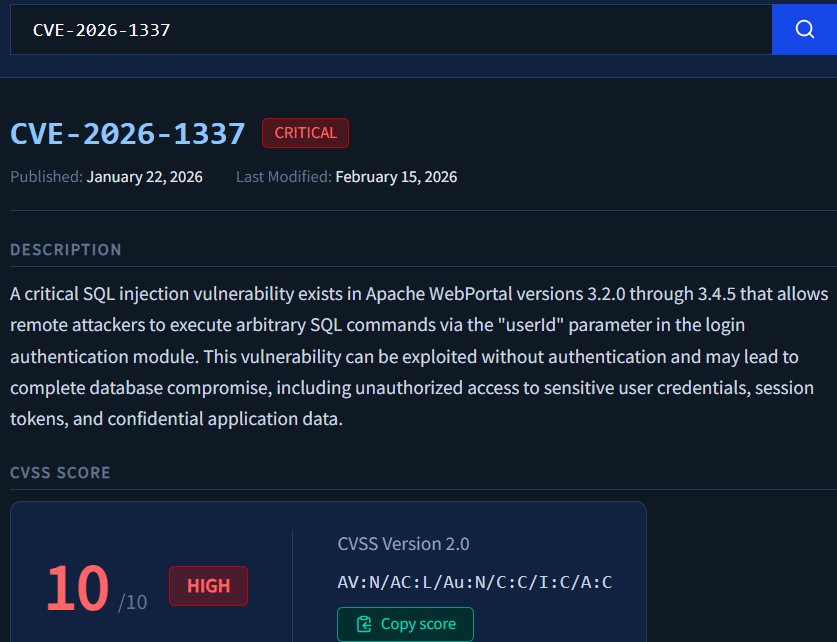 CVE-2026-1337
CVE-2026-1337 CRITICAL
Published: January 22, 2026 Last Modified: February 15, 2026
DESCRIPTION
A critical SQL injection vulnerability exists in Apache WebPortal versions 3.2.0 through 3.4.5 that allows
remote attackers to execute arbitrary SQL commands via the "userId" parameter in the login
authentication module. This vulnerability can be exploited without authentication and may lead to
complete database compromise, including unauthorized access to sensitive user credentials, session
tokens, and confidential application data.
CVSS SCORE
10 /10 HIGH
CVSS Version 2.0
AV:N/AC:L/Au:N/C:C/I:C/A:C
Copy score